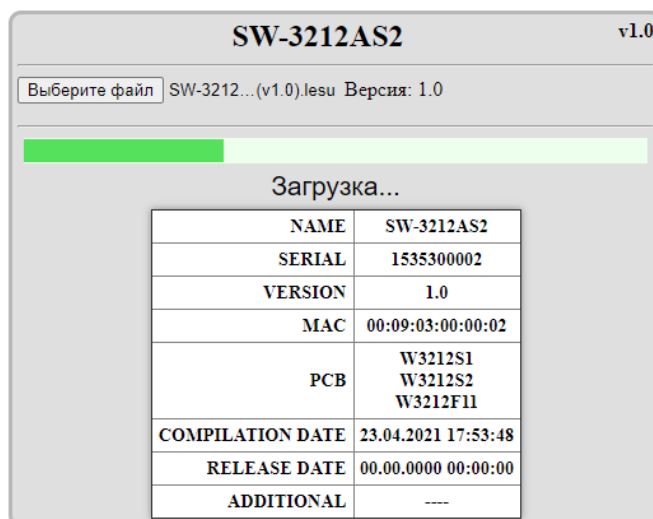 SW-3212AS2 v1.0
Выберите файл SW-3212...(v1.0).lesu Версия: 1.0
Загрузка...
NAME SW-3212AS2
SERIAL 1535300002
VERSION 1.0
MAC 00:09:03:00:00:02
PCB W3212S1
W3212S2
W3212F11
COMPILATION DATE 23.04.2021 17:53:48
RELEASE DATE 00.00.0000 00:00:00
ADDITIONAL ----